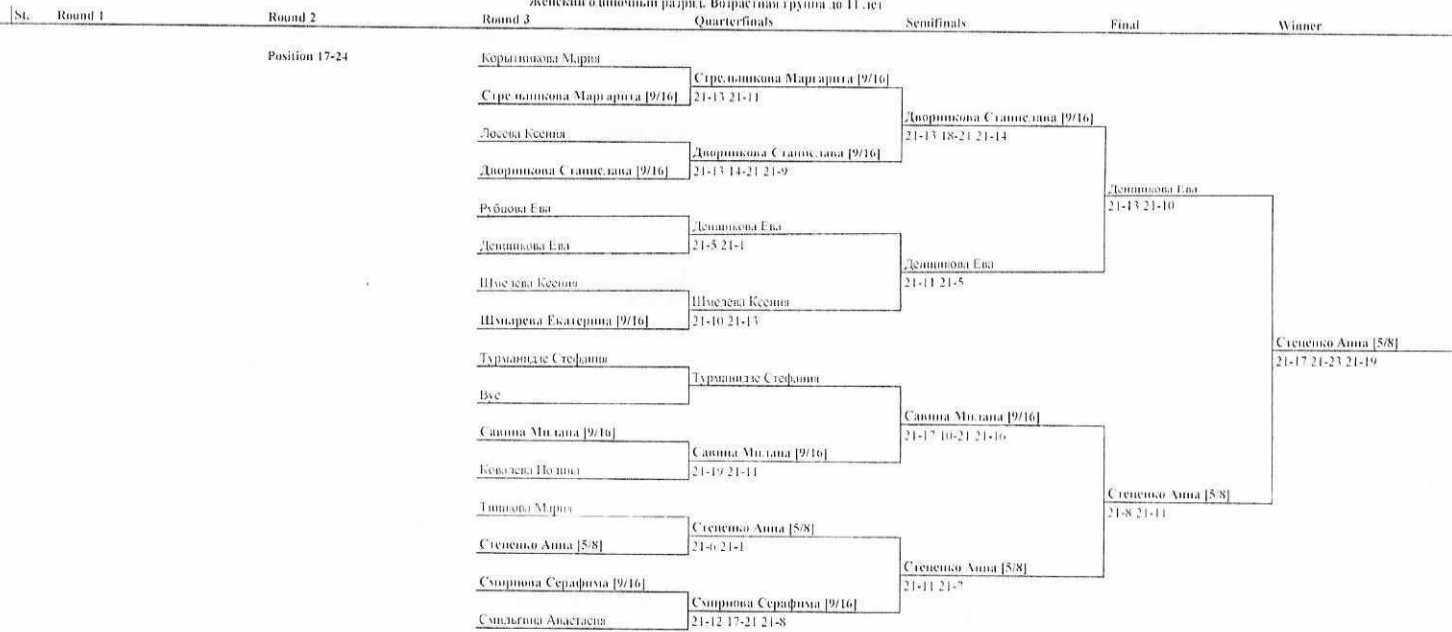 Женский одиночный разряд. Возрастная группа до 11 лет
St. Round 1 Round 2 Round 3 Quarterfinals Semifinals Final Winner
Position 17-24
Корытникова Мария
Стрельникова Маргарита [9/16]
21-13 21-11
Стрельникова Маргарита [9/16]
Дворникова Станислава [9/16]
21-13 18-21 21-14
Лосева Ксения
Дворникова Станислава [9/16]
21-13 14-21 21-9
Дворникова Станислава [9/16]
Денщикова Ева
21-13 21-10
Рубцова Ева
Денщикова Ева
21-5 21-1
Денщикова Ева
Денщикова Ева
21-11 21-5
Шмелева Ксения
Шмелева Ксения
21-10 21-13
Шмарева Екатерина [9/16]
Степенко Анна [5/8]
21-17 21-23 21-19
Турманидзе Стефания
Турманидзе Стефания
Bye
Савина Милана [9/16]
21-17 10-21 21-16
Савина Милана [9/16]
Савина Милана [9/16]
21-19 21-11
Ковалева Полина
Степенко Анна [5/8]
21-8 21-11
Тишкова Мария
Степенко Анна [5/8]
21-6 21-1
Степенко Анна [5/8]
Степенко Анна [5/8]
21-11 21-7
Смирнова Серафима [9/16]
Смирнова Серафима [9/16]
21-12 17-21 21-8
Смильгина Анастасия